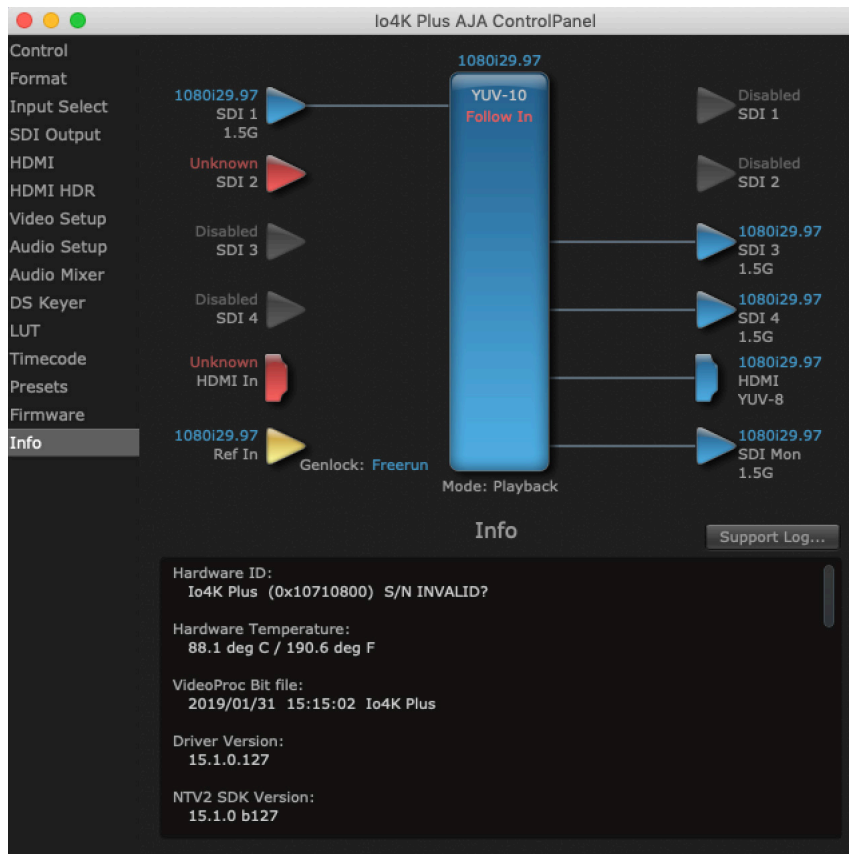 Io4K Plus AJA ControlPanel
Control
Format
Input Select
SDI Output
HDMI
HDMI HDR
Video Setup
Audio Setup
Audio Mixer
DS Keyer
LUT
Timecode
Presets
Firmware
Info
1080i29.97
SDI 1
1.5G
Unknown
SDI 2
Disabled
SDI 3
Disabled
SDI 4
Unknown
HDMI In
1080i29.97
Ref In
Genlock: Freerun
1080i29.97
YUV-10
Follow In
Mode: Playback
Disabled
SDI 1
Disabled
SDI 2
1080i29.97
SDI 3
1.5G
1080i29.97
SDI 4
1.5G
1080i29.97
HDMI
YUV-8
1080i29.97
SDI Mon
1.5G
Info
Support Log...
Hardware ID:
Io4K Plus (0x10710800) S/N INVALID?
Hardware Temperature:
88.1 deg C / 190.6 deg F
VideoProc Bit file:
2019/01/31 15:15:02 Io4K Plus
Driver Version:
15.1.0.127
NTV2 SDK Version:
15.1.0 b127